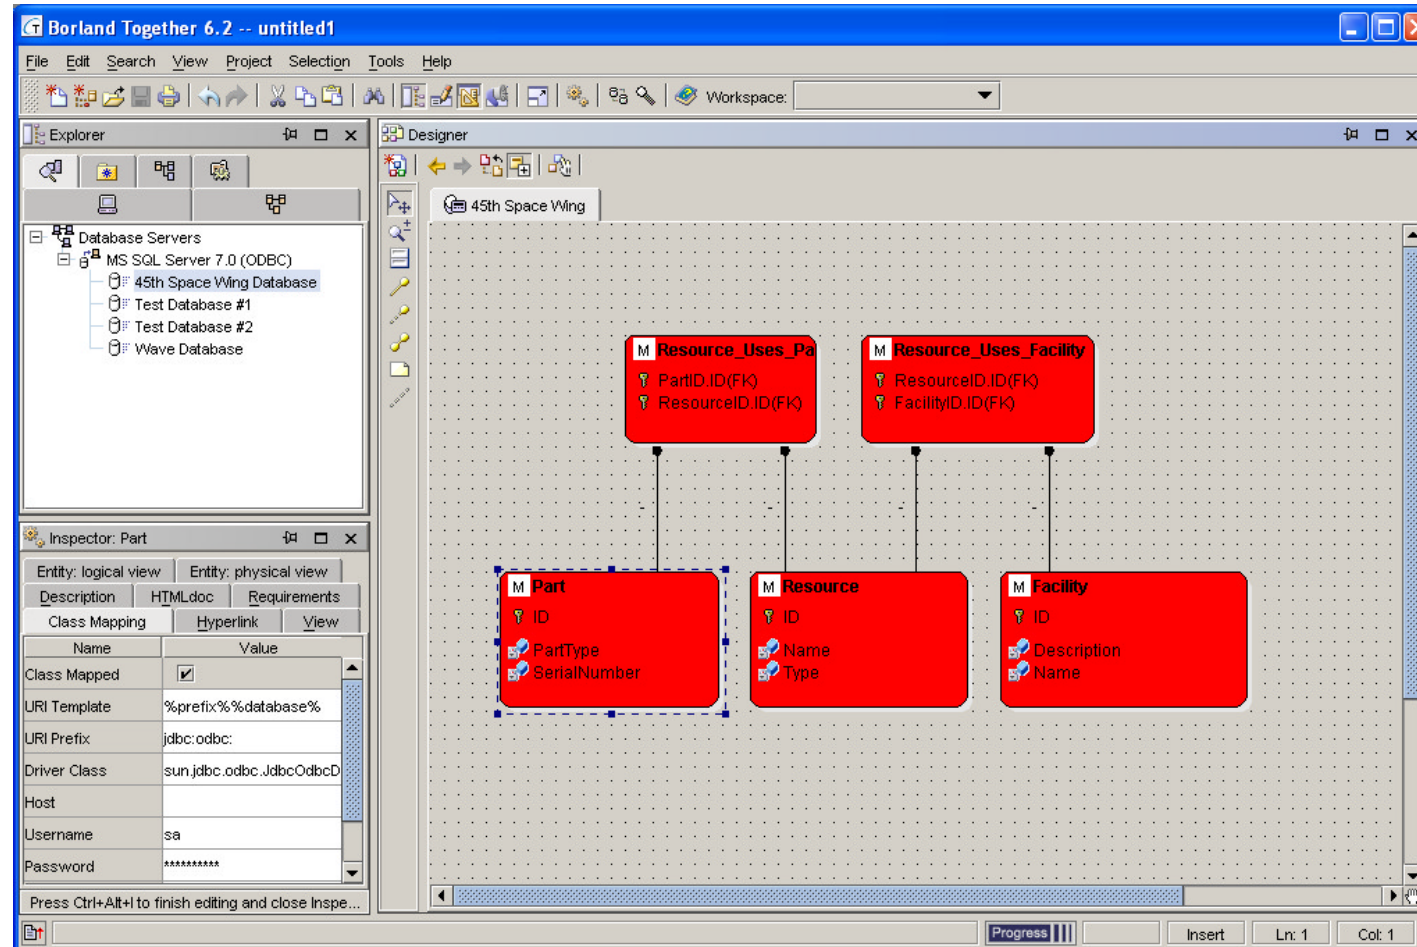 Borland Together 6.2 -- untitled1
File Edit Search View Project Selection Tools Help
Workspace:
Explorer
Database Servers
MS SQL Server 7.0 (ODBC)
45th Space Wing Database
Test Database #1
Test Database #2
Wave Database
Inspector: Part
Entity: logical view Entity: physical view
Description HTMLdoc Requirements
Class Mapping Hyperlink View
Name Value
Class Mapped
URI Template %prefix%%database%
URI Prefix jdbc:odbc:
Driver Class sun.jdbc.odbc.JdbcOdbcD
Host
Username sa
Password **********
Press Ctrl+Alt+I to finish editing and close Inspe...
Designer
45th Space Wing
M Resource_Uses_Pa
PartID.ID(FK)
ResourceID.ID(FK)
M Resource_Uses_Facility
ResourceID.ID(FK)
FacilityID.ID(FK)
- - - -
M Part
ID
PartType
SerialNumber
M Resource
ID
Name
Type
M Facility
ID
Description
Name
Progress Insert Ln: 1 Col: 1